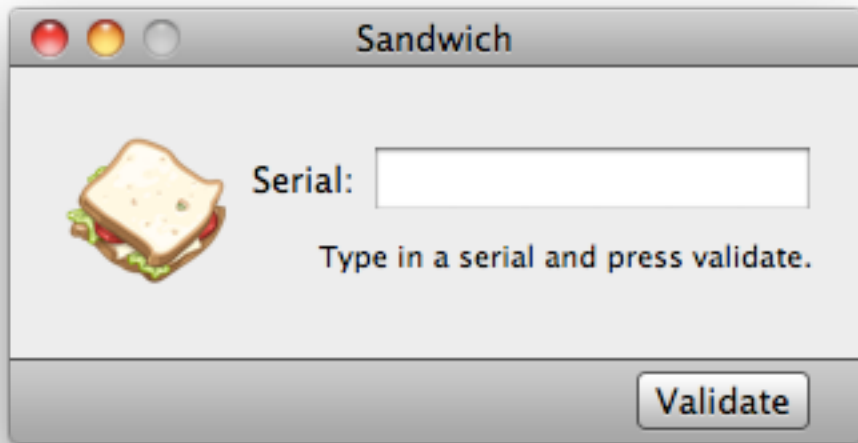 Sandwich
Serial:
Type in a serial and press validate.
Validate